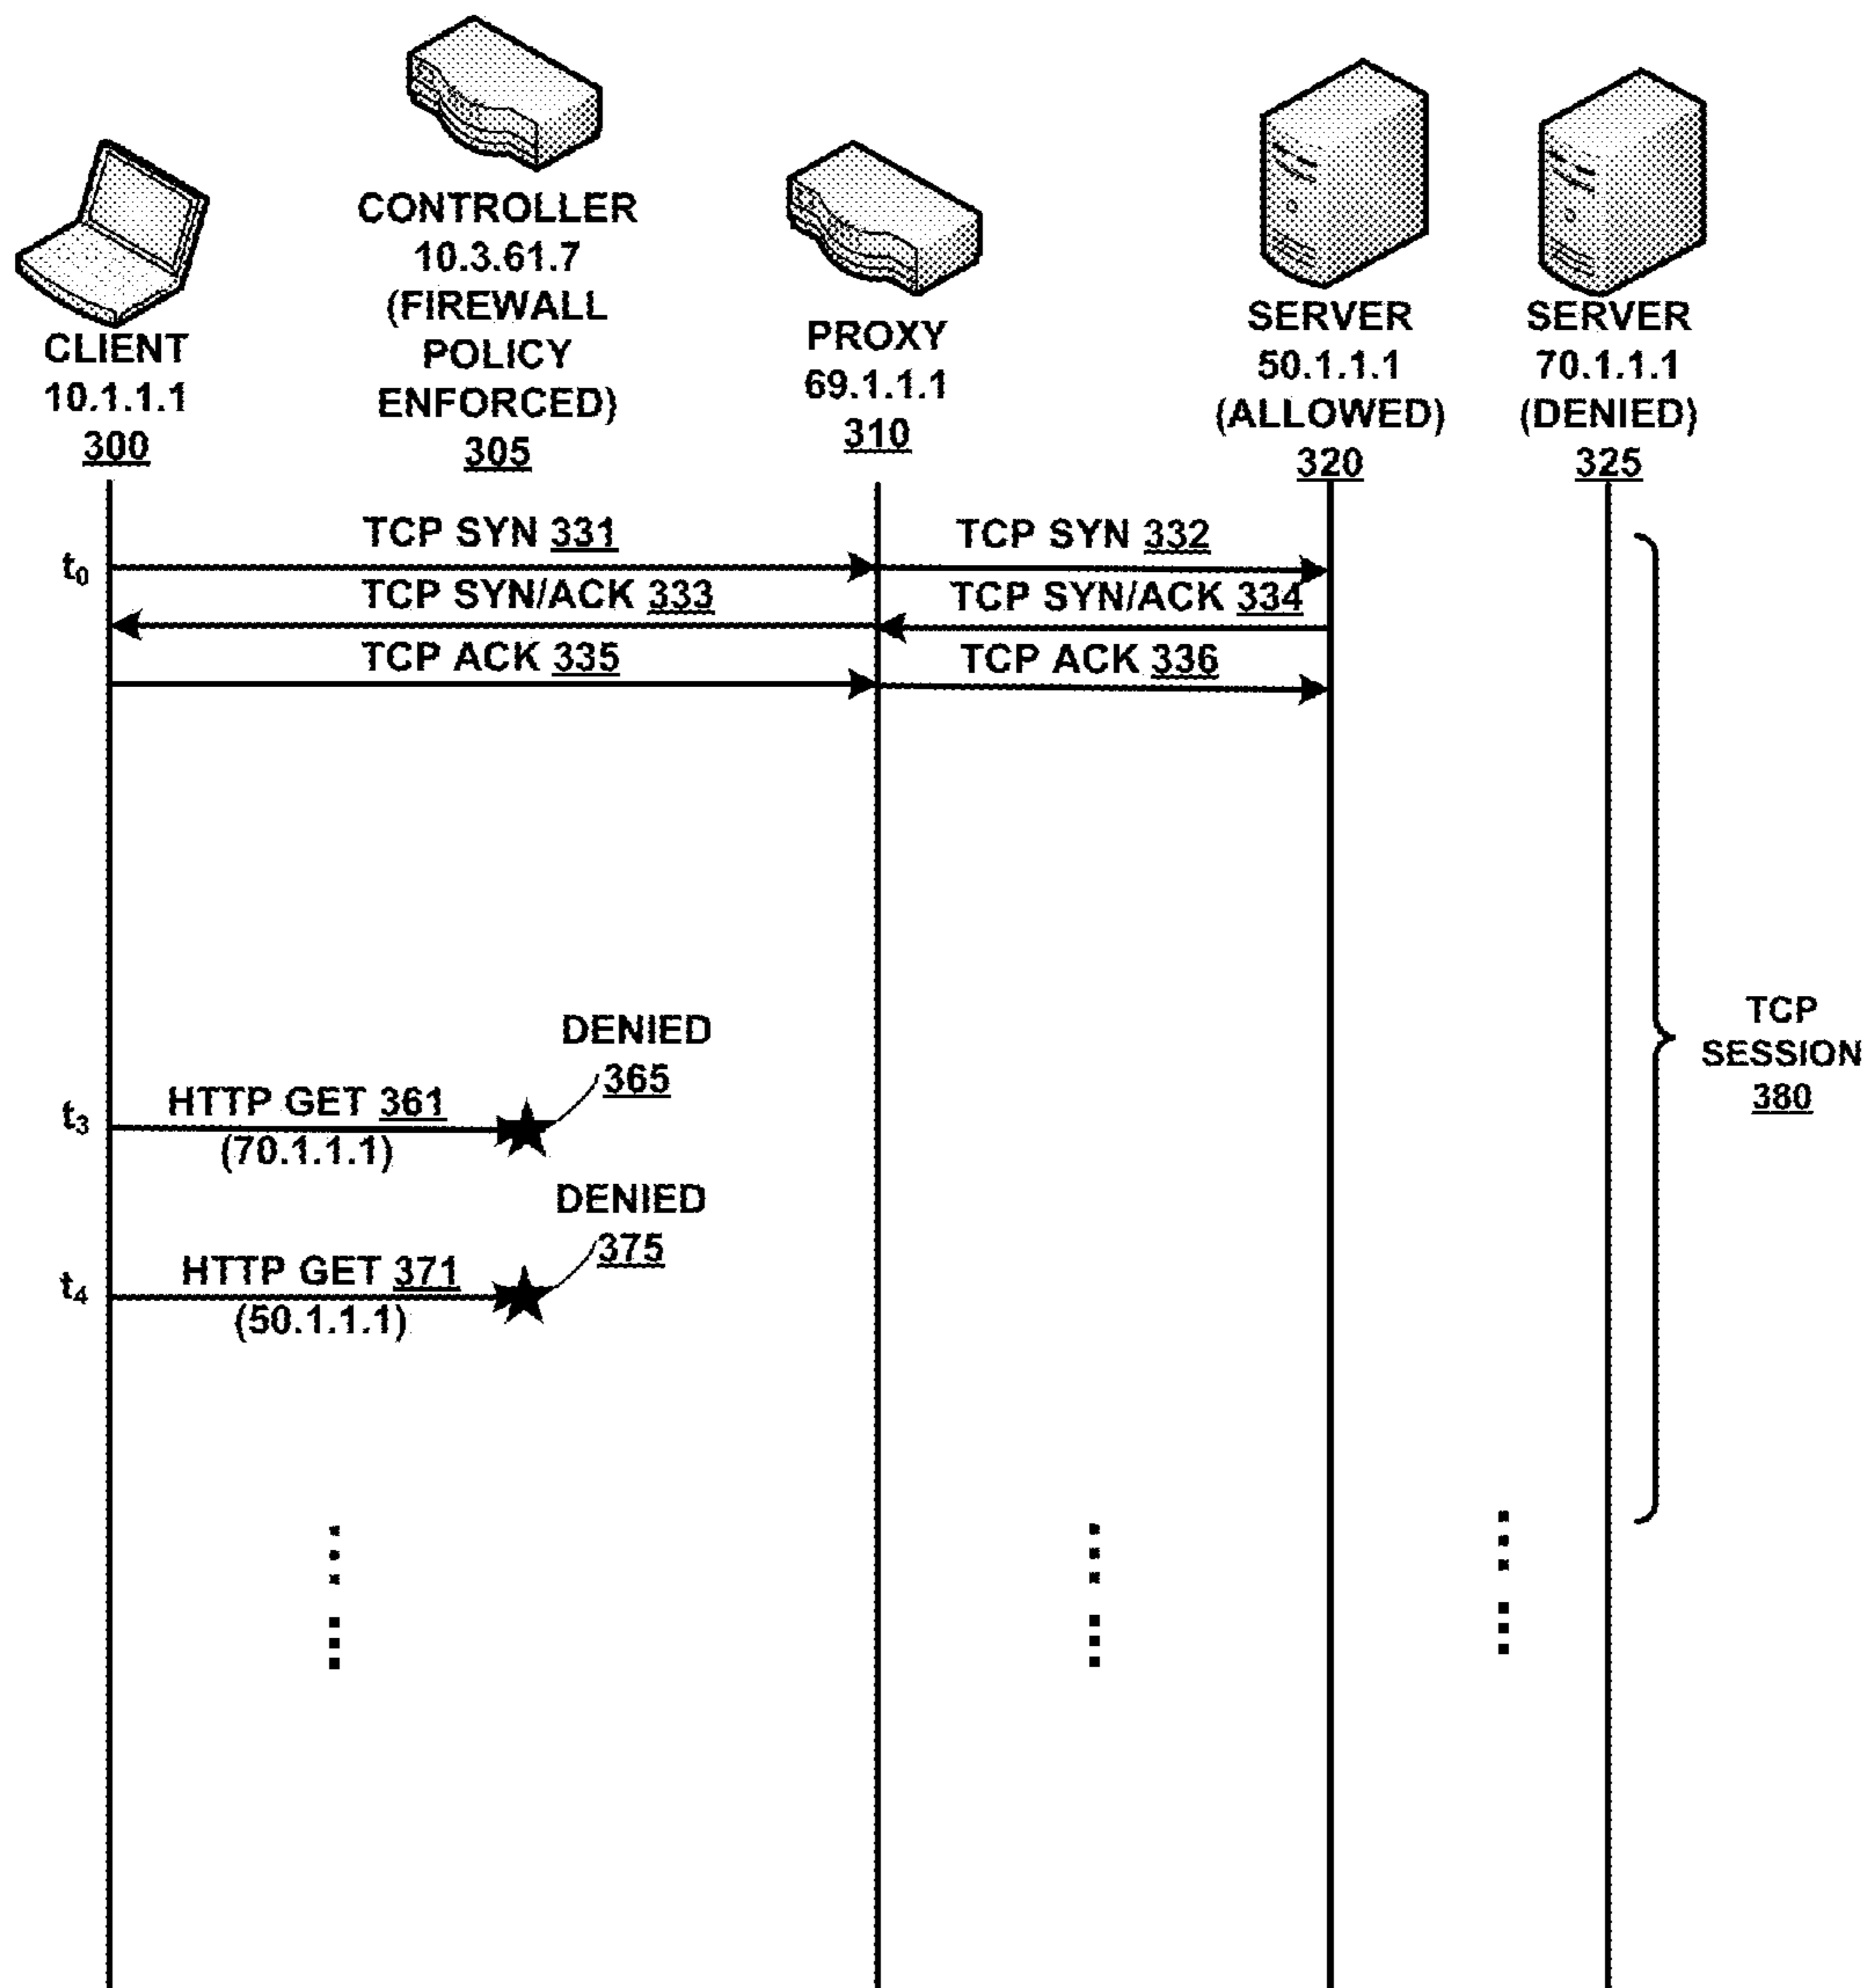 CLIENT
10.1.1.1
300
CONTROLLER
10.3.61.7
(FIREWALL
POLICY
ENFORCED)
305
PROXY
69.1.1.1
310
SERVER
50.1.1.1
(ALLOWED)
320
SERVER
70.1.1.1
(DENIED)
325
t0
TCP SYN 331
TCP SYN 332
TCP SYN/ACK 333
TCP SYN/ACK 334
TCP ACK 335
TCP ACK 336
TCP
SESSION
380
DENIED
365
t3
HTTP GET 361
(70.1.1.1)
DENIED
375
t4
HTTP GET 371
(50.1.1.1)